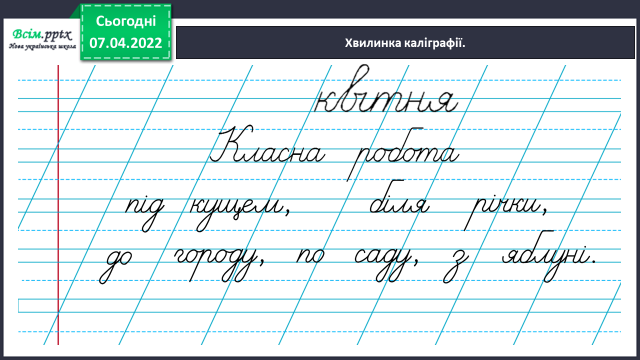 Всім.pptx
Нова українська школа
Сьогодні
07.04.2022
Хвилинка каліграфії.
квітня
Класна робота
під кущем, біля річки,
до городу, по саду, з яблуні.